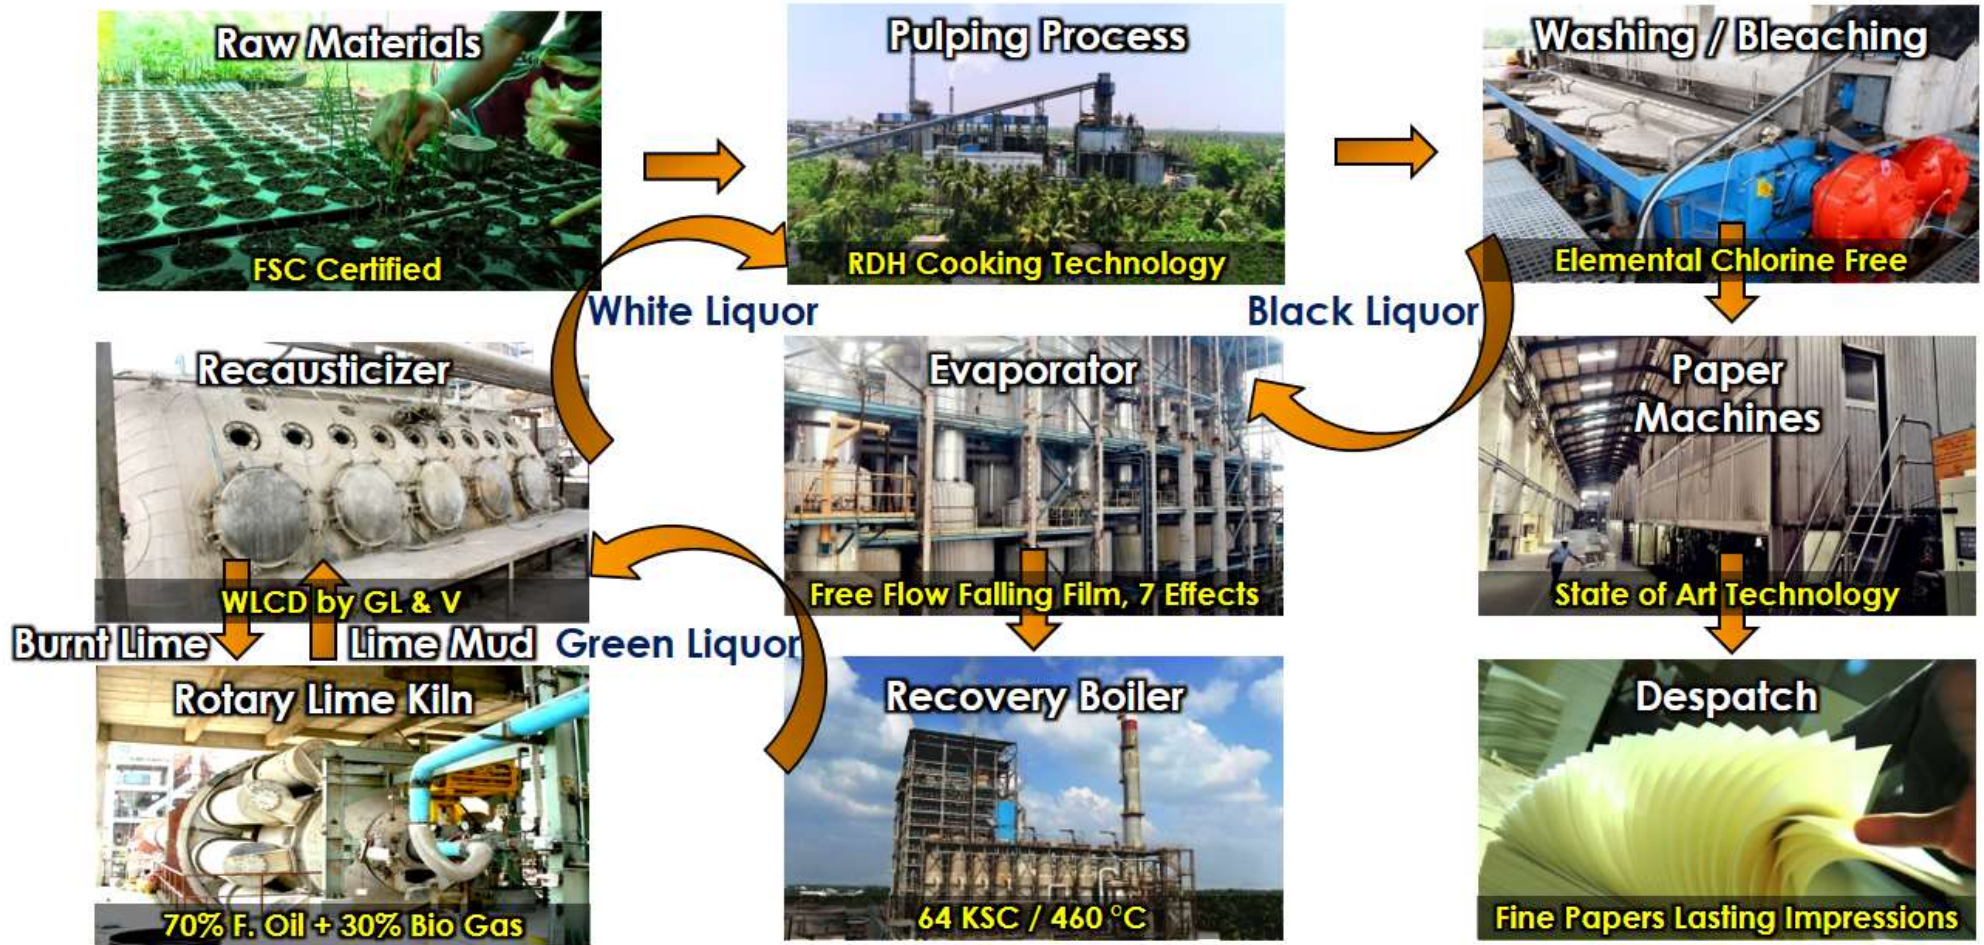 Raw Materials
FSC Certified
Pulping Process
RDH Cooking Technology
Washing / Bleaching
Elemental Chlorine Free
White Liquor
Black Liquor
Recausticizer
WLCD by GL & V
Evaporator
Free Flow Falling Film, 7 Effects
Paper
Machines
State of Art Technology
Burnt Lime
Lime Mud
Green Liquor
Rotary Lime Kiln
70% F. Oil + 30% Bio Gas
Recovery Boiler
64 KSC / 460 °C
Despatch
Fine Papers Lasting Impressions